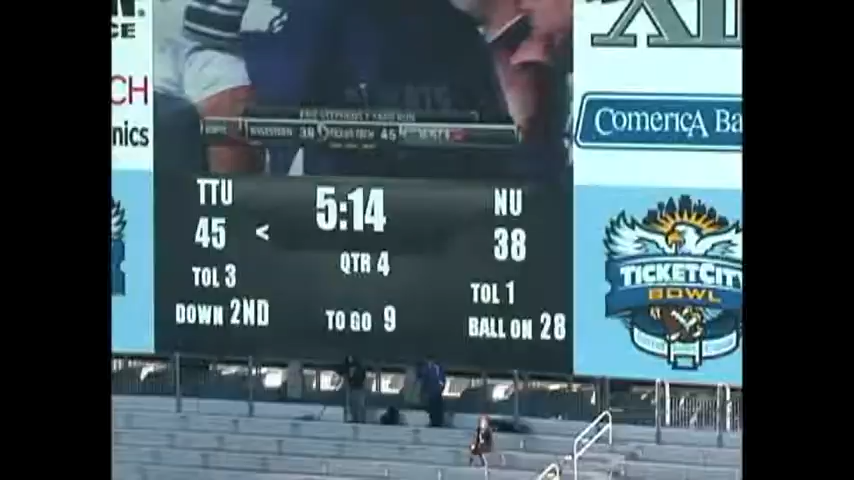 N.
CE
CH
nics
COMERICA BA
TTU 5:14 NU
45 < 38
QTR 4
TOL 3 TOL 1
DOWN 2ND TO GO 9 BALL ON 28
TICKETCITY
BOWL